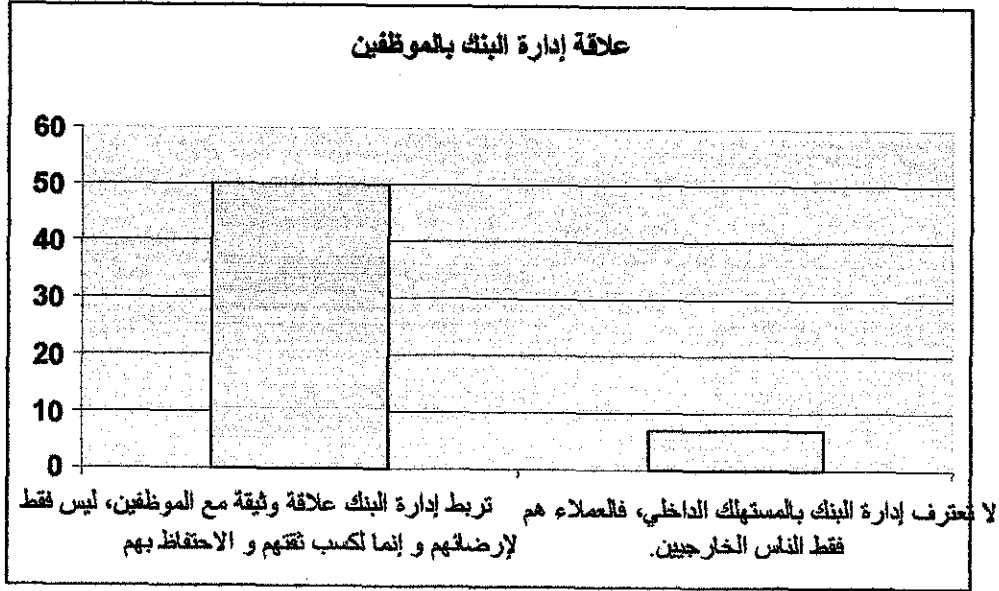 علاقة إدارة البنك بالموظفين
60
50
40
30
20
10
0
تربط إدارة البنك علاقة وثيقة مع الموظفين، ليس فقط
لإرضائهم و إنما لكسب ثقتهم و الاحتفاظ بهم
لا تعترف إدارة البنك بالمستهلك الداخلي، فالعملاء هم
فقط الناس الخارجيين.